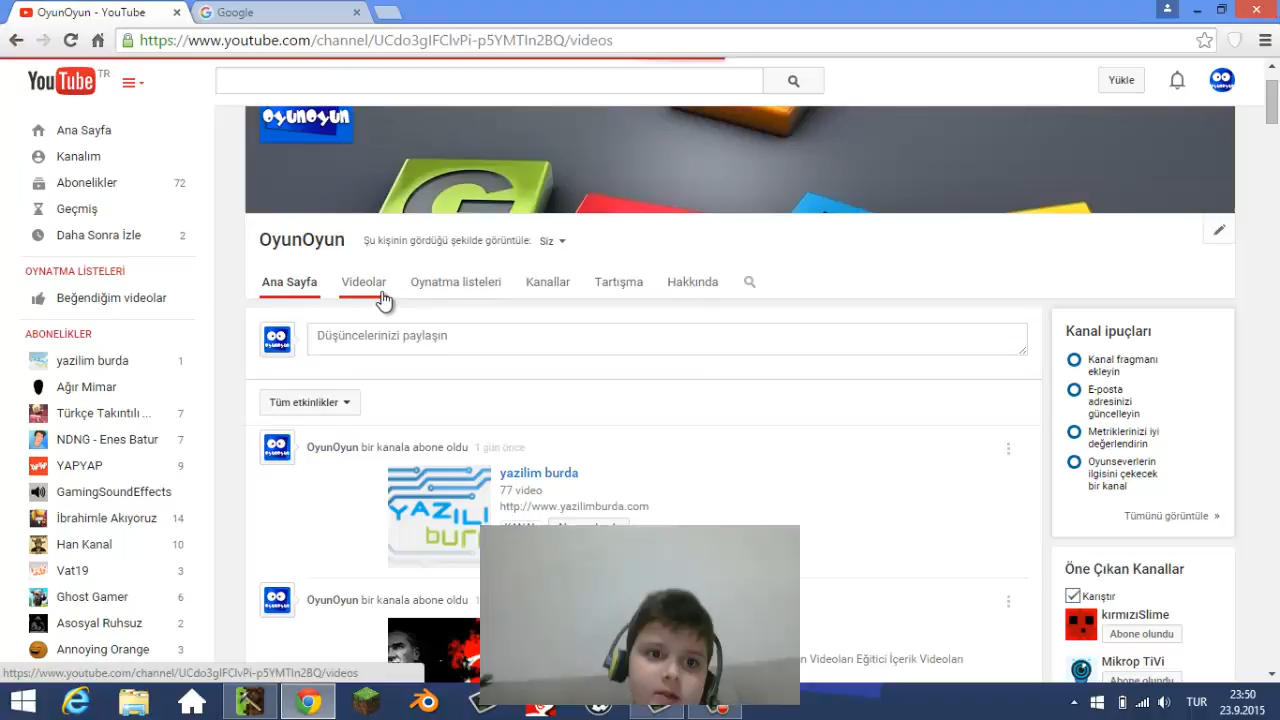 OyunOyun - YouTube
Google
https://www.youtube.com/channel/UCdo3gIFClvPi-p5YMTIn2BQ/videos
YouTube TR
Yükle
Ana Sayfa
Kanalım
Abonelikler 72
Geçmiş
Daha Sonra İzle 2
OYNATMA LİSTELERİ
Beğendiğim videolar
ABONELİKLER
yazilim burda 1
Ağır Mimar
Türkçe Takıntılı ... 7
NDNG - Enes Batur 7
YAPYAP 9
GamingSoundEffects
İbrahimle Akıyoruz 14
Han Kanal 10
Vat19 3
Ghost Gamer 6
Asosyal Ruhsuz 2
Annoying Orange 3
OyunOyun
OyunOyun Şu kişinin gördüğü şekilde görüntüle: Siz
Ana Sayfa Videolar Oynatma listeleri Kanallar Tartışma Hakkında
Düşüncelerinizi paylaşın
Tüm etkinlikler
OyunOyun bir kanala abone oldu 1 gün önce
yazilim burda
77 video
http://www.yazilimburda.com
YAZILI
burd
OyunOyun bir kanala abone oldu
n Videoları Eğitici İçerik Videoları
Kanal ipuçları
Kanal fragmanı
ekleyin
E-posta
adresinizi
güncelleyin
Metriklerinizi iyi
değerlendirin
Oyunseverlerin
ilgisini çekecek
bir kanal
Tümünü görüntüle »
Öne Çıkan Kanallar
Karıştır
kırmızıSlime
Abone olundu
Mikrop TiVi
Abone olundu
https://www.youtube.com/channel/UCdo3gIFClvPi-p5YMTIn2BQ/videos
TUR
23:50
23.9.2015